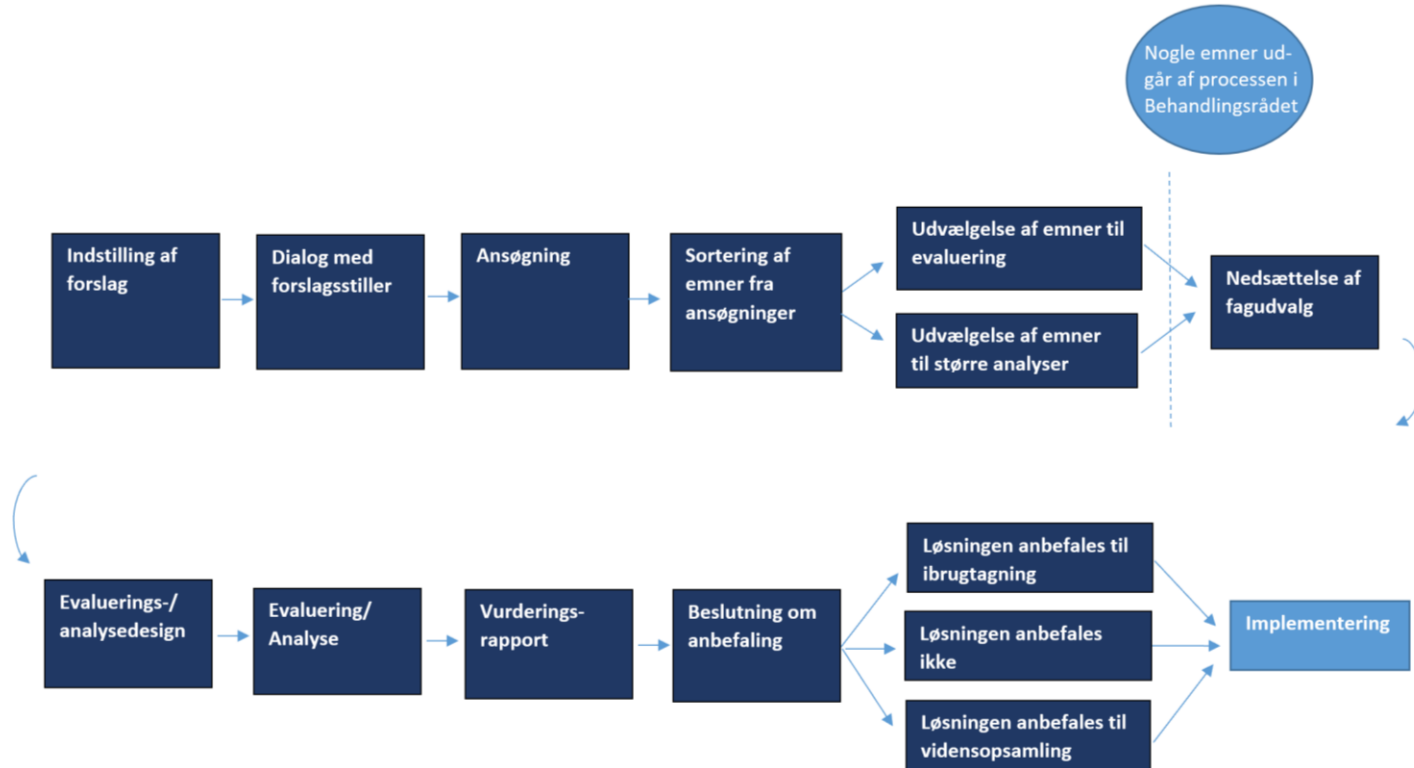 Nogle emner ud-
går af processen i
Behandlingsrådet
Indstilling af
forslag
Dialog med
forslagsstiller
Ansøgning
Sortering af
emner fra
ansøgninger
Udvælgelse af emner til
evaluering
Udvælgelse af emner
til større analyser
Nedsættelse af
fagudvalg
Evaluerings-/
analysedesign
Evaluering/
Analyse
Vurderings-
rapport
Beslutning om
anbefaling
Løsningen anbefales til
ibrugtagning
Løsningen anbefales
ikke
Løsningen anbefales til
vidensopsamling
Implementering